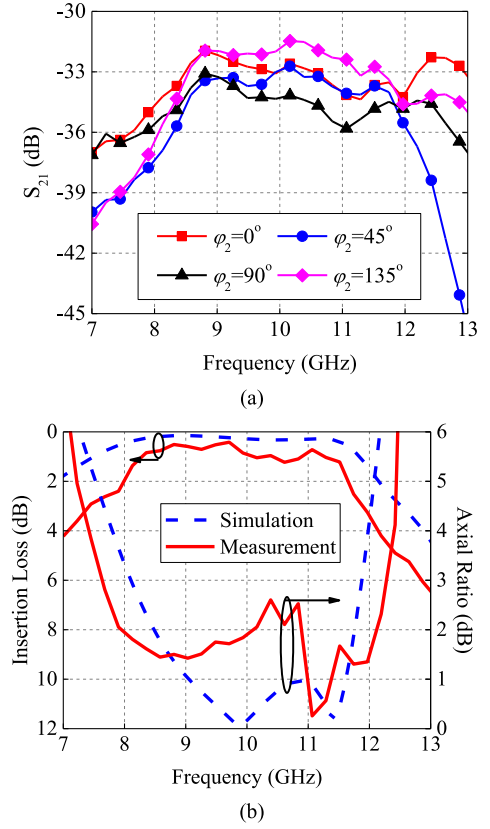 -30
-33
-36
-39
-42
-45
S21 (dB)
φ2=0° φ2=45°
φ2=90° φ2=135°
7 8 9 10 11 12 13
Frequency (GHz)
(a)
0 2 4 6 8 10 12
Insertion Loss (dB)
Simulation
Measurement
6 5 4 3 2 1 0
Axial Ratio (dB)
7 8 9 10 11 12 13
Frequency (GHz)
(b)